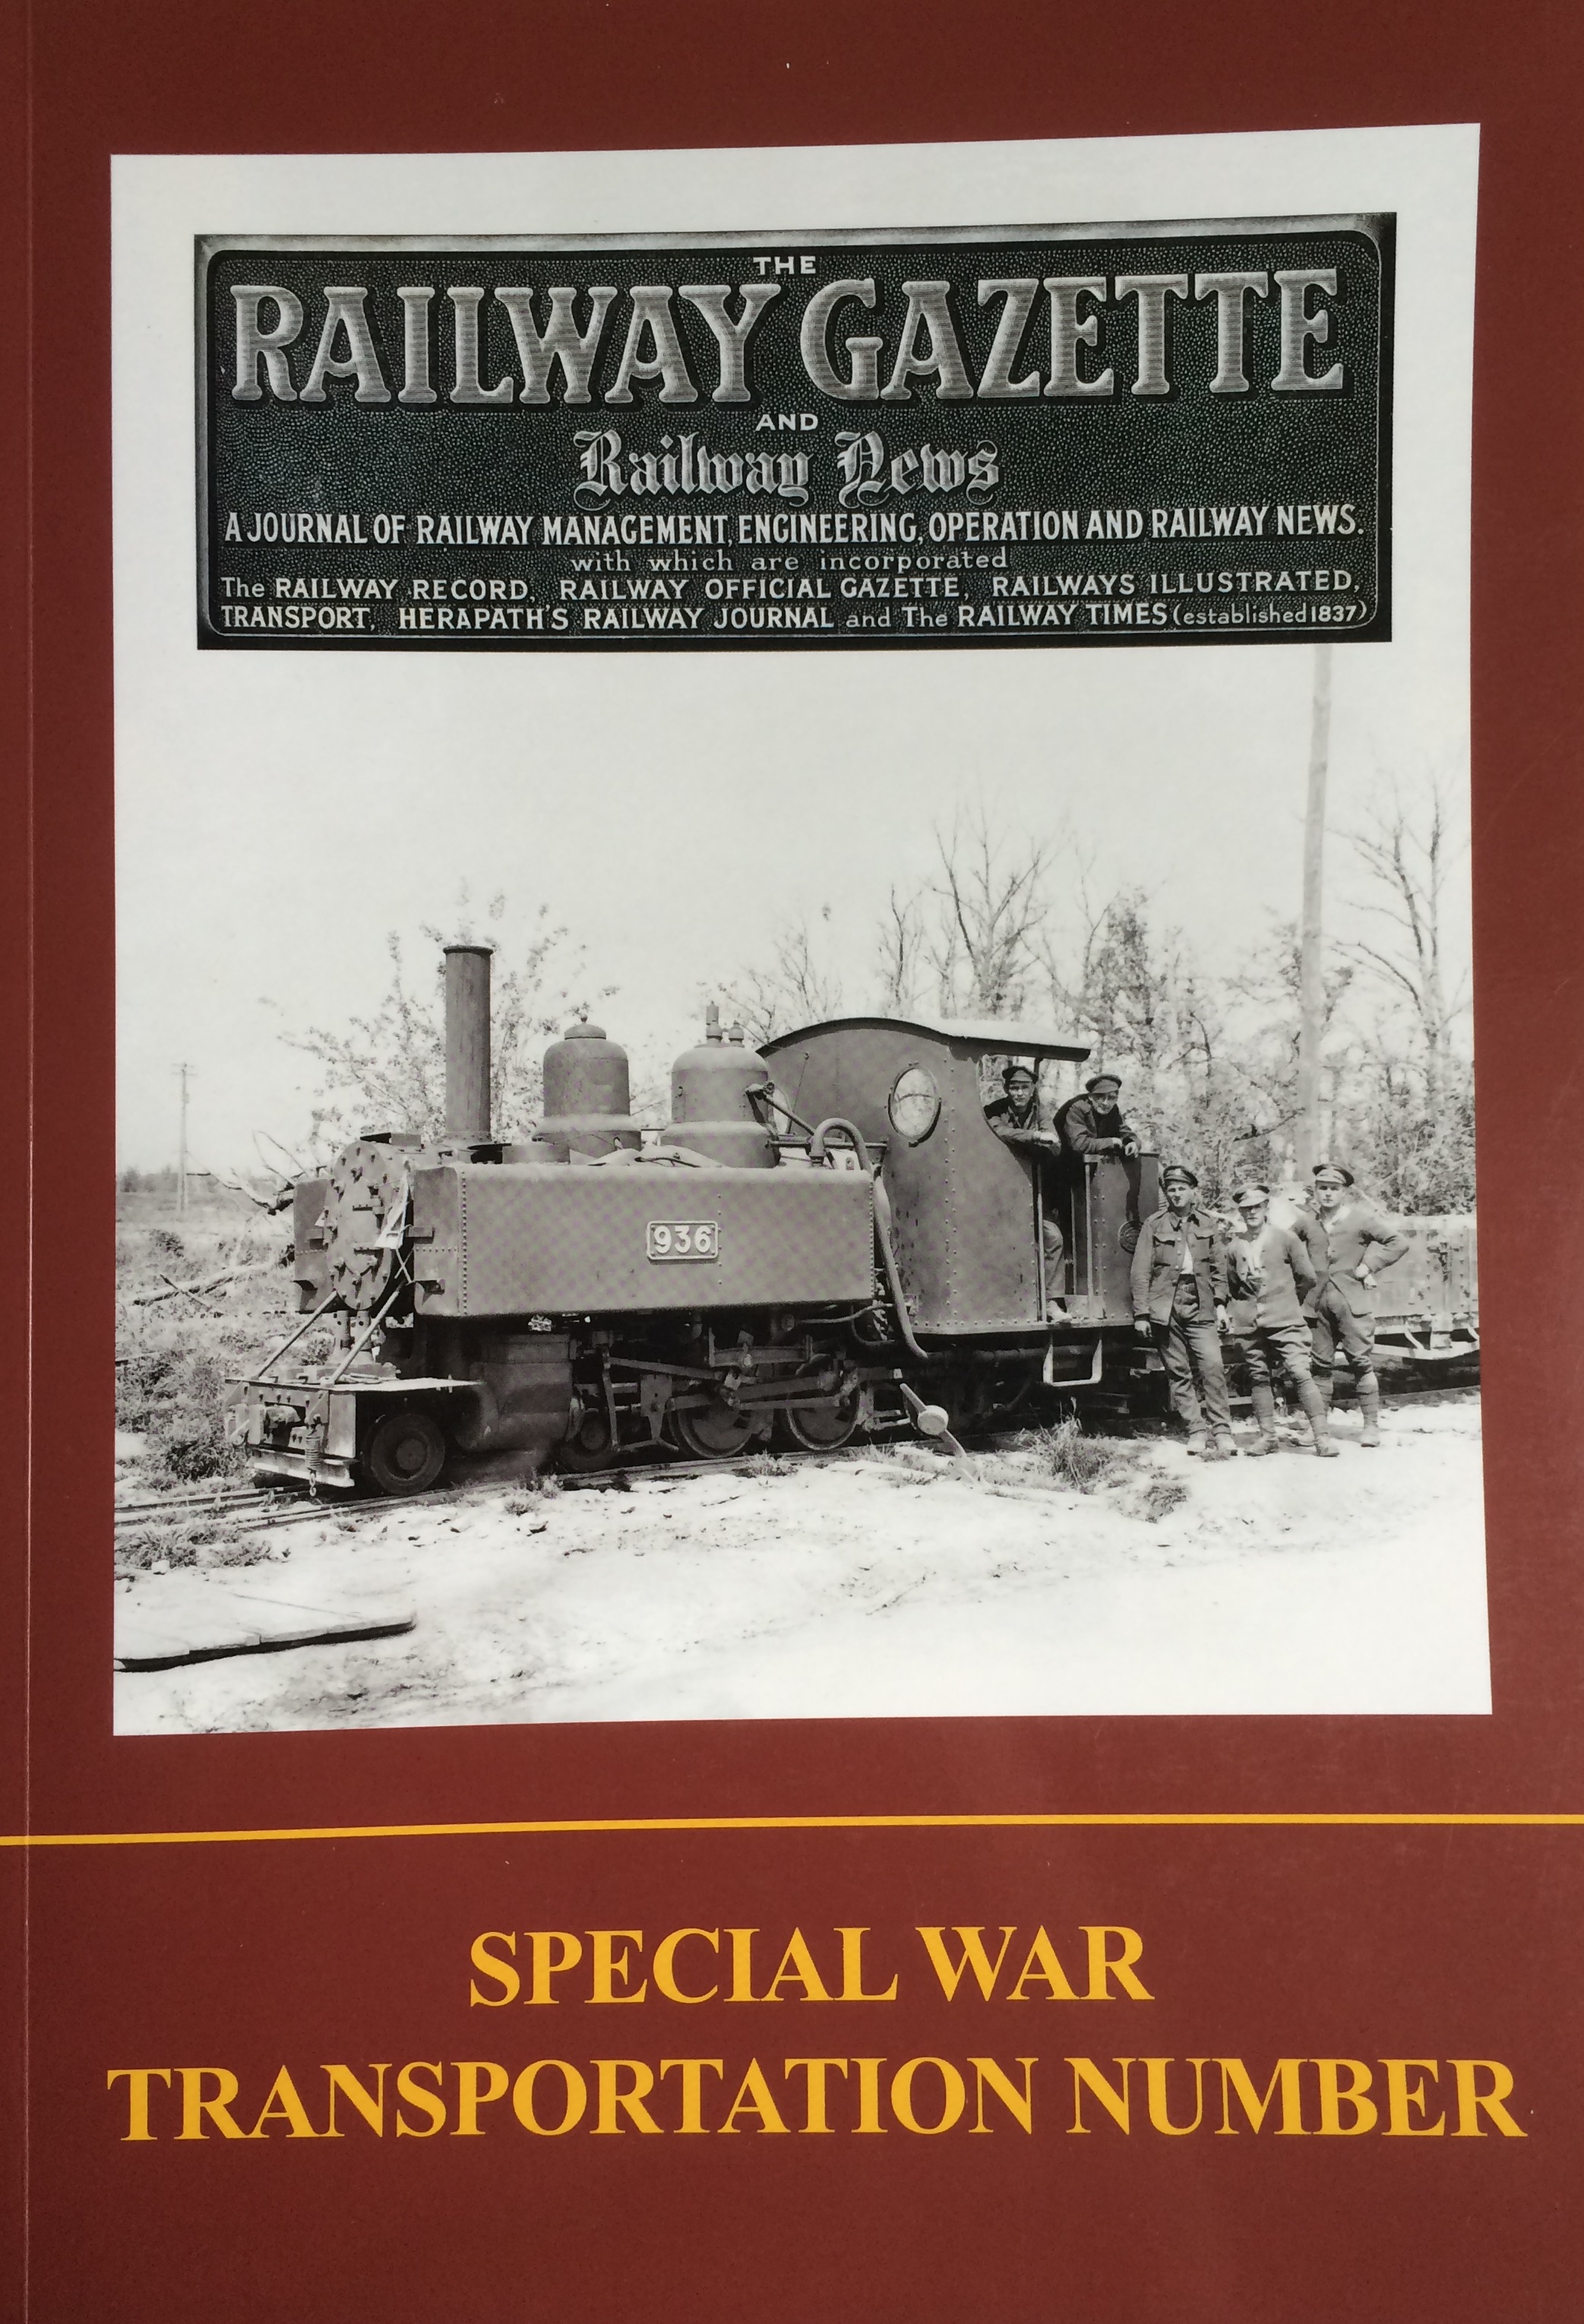 THE
RAILWAY GAZETTE
AND
Railway News
A JOURNAL OF RAILWAY MANAGEMENT, ENGINEERING, OPERATION AND RAILWAY NEWS.
with which are incorporated
The RAILWAY RECORD, RAILWAY OFFICIAL GAZETTE, RAILWAYS ILLUSTRATED,
TRANSPORT, HERAPATH'S RAILWAY JOURNAL and The RAILWAY TIMES (established 1837)
936
SPECIAL WAR
TRANSPORTATION NUMBER